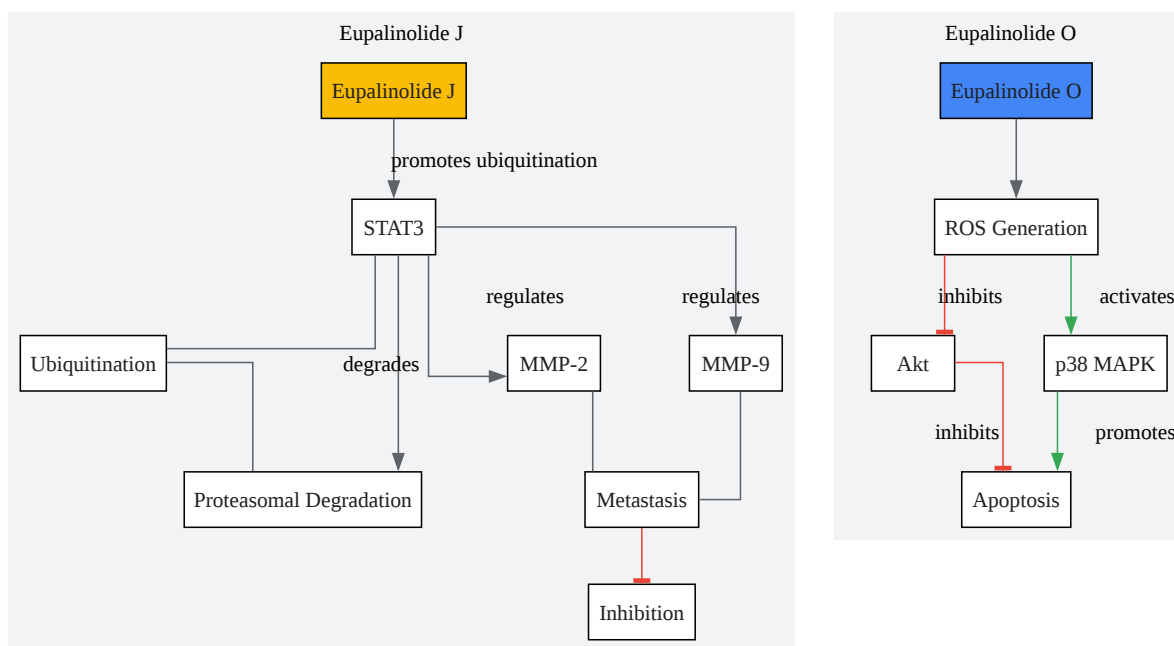 Eupalinolide J
Eupalinolide J
promotes ubiquitination
STAT3
regulates
regulates
Ubiquitination
degrades
MMP-2
MMP-9
Proteasomal Degradation
Metastasis
Inhibition
Eupalinolide O
Eupalinolide O
ROS Generation
inhibits
activates
Akt
p38 MAPK
inhibits
promotes
Apoptosis